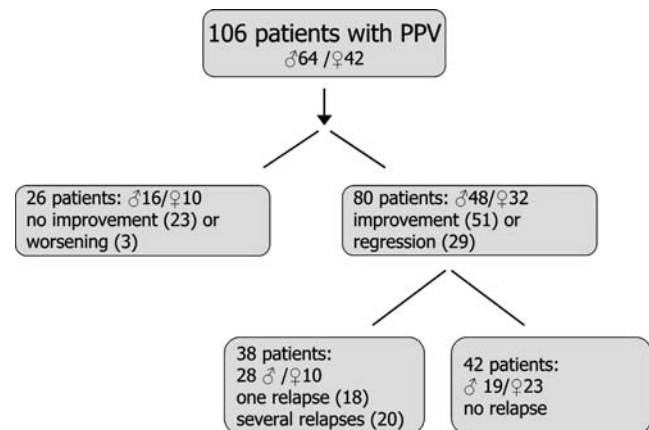 106 patients with PPV
♂64 /♀42
26 patients: ♂16/♀10
no improvement (23) or
worsening (3)
80 patients: ♂48/♀32
improvement (51) or
regression (29)
38 patients:
28 ♂ /♀10
one relapse (18)
several relapses (20)
42 patients:
♂ 19/♀23
no relapse